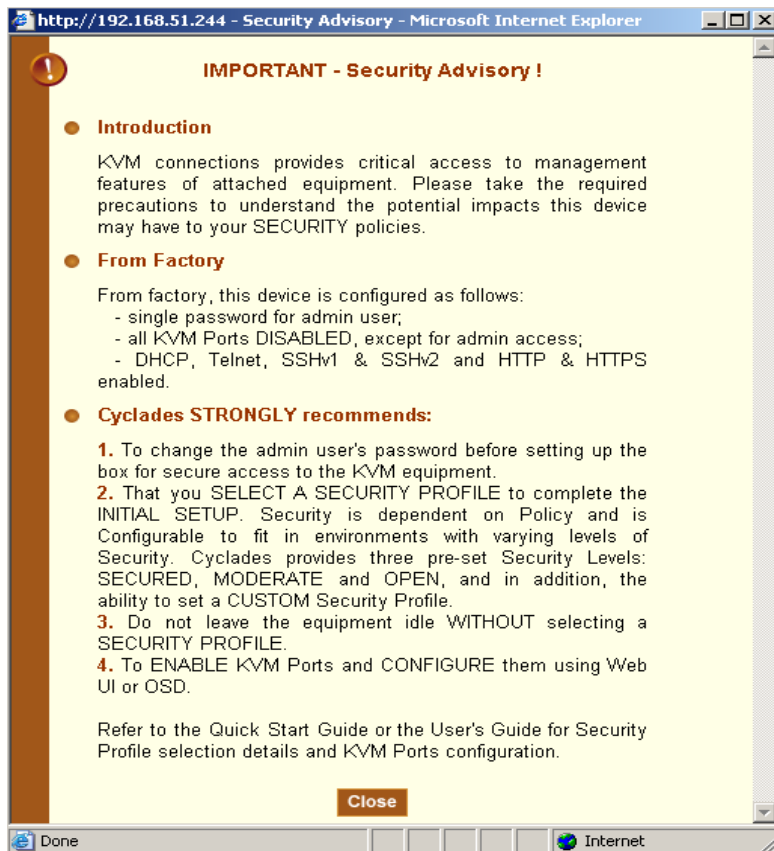 http://192.168.51.244 - Security Advisory - Microsoft Internet Explorer
IMPORTANT - Security Advisory !
Introduction
KVM connections provides critical access to management
features of attached equipment. Please take the required
precautions to understand the potential impacts this device
may have to your SECURITY policies.
From Factory
From factory, this device is configured as follows:
- single password for admin user;
- all KVM Ports DISABLED, except for admin access;
- DHCP, Telnet, SSHv1 & SSHv2 and HTTP & HTTPS
enabled.
Cyclades STRONGLY recommends:
1. To change the admin user's password before setting up the
box for secure access to the KVM equipment.
2. That you SELECT A SECURITY PROFILE to complete the
INITIAL SETUP. Security is dependent on Policy and is
Configurable to fit in environments with varying levels of
Security. Cyclades provides three pre-set Security Levels:
SECURED, MODERATE and OPEN, and in addition, the
ability to set a CUSTOM Security Profile.
3. Do not leave the equipment idle WITHOUT selecting a
SECURITY PROFILE.
4. To ENABLE KVM Ports and CONFIGURE them using Web
UI or OSD.
Refer to the Quick Start Guide or the User's Guide for Security
Profile selection details and KVM Ports configuration.
Close
Done
Internet